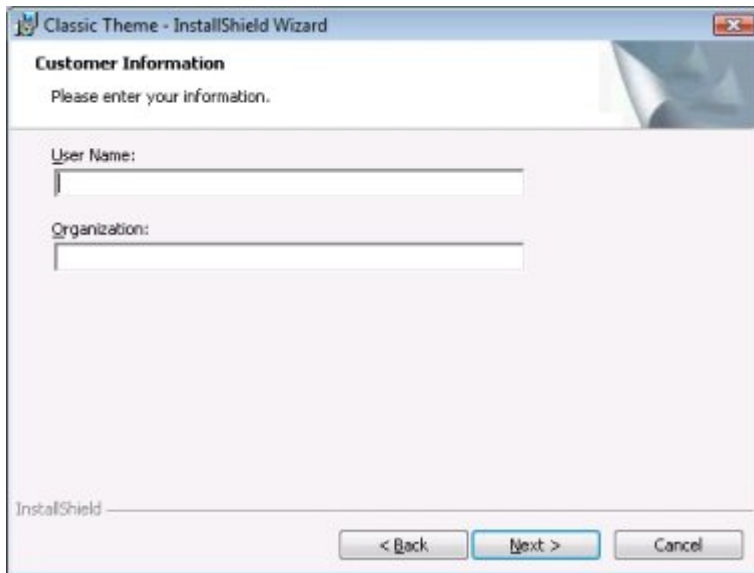 Classic Theme - InstallShield Wizard
Customer Information
Please enter your information.
User Name:
Organization:
InstallShield
< Back Next > Cancel